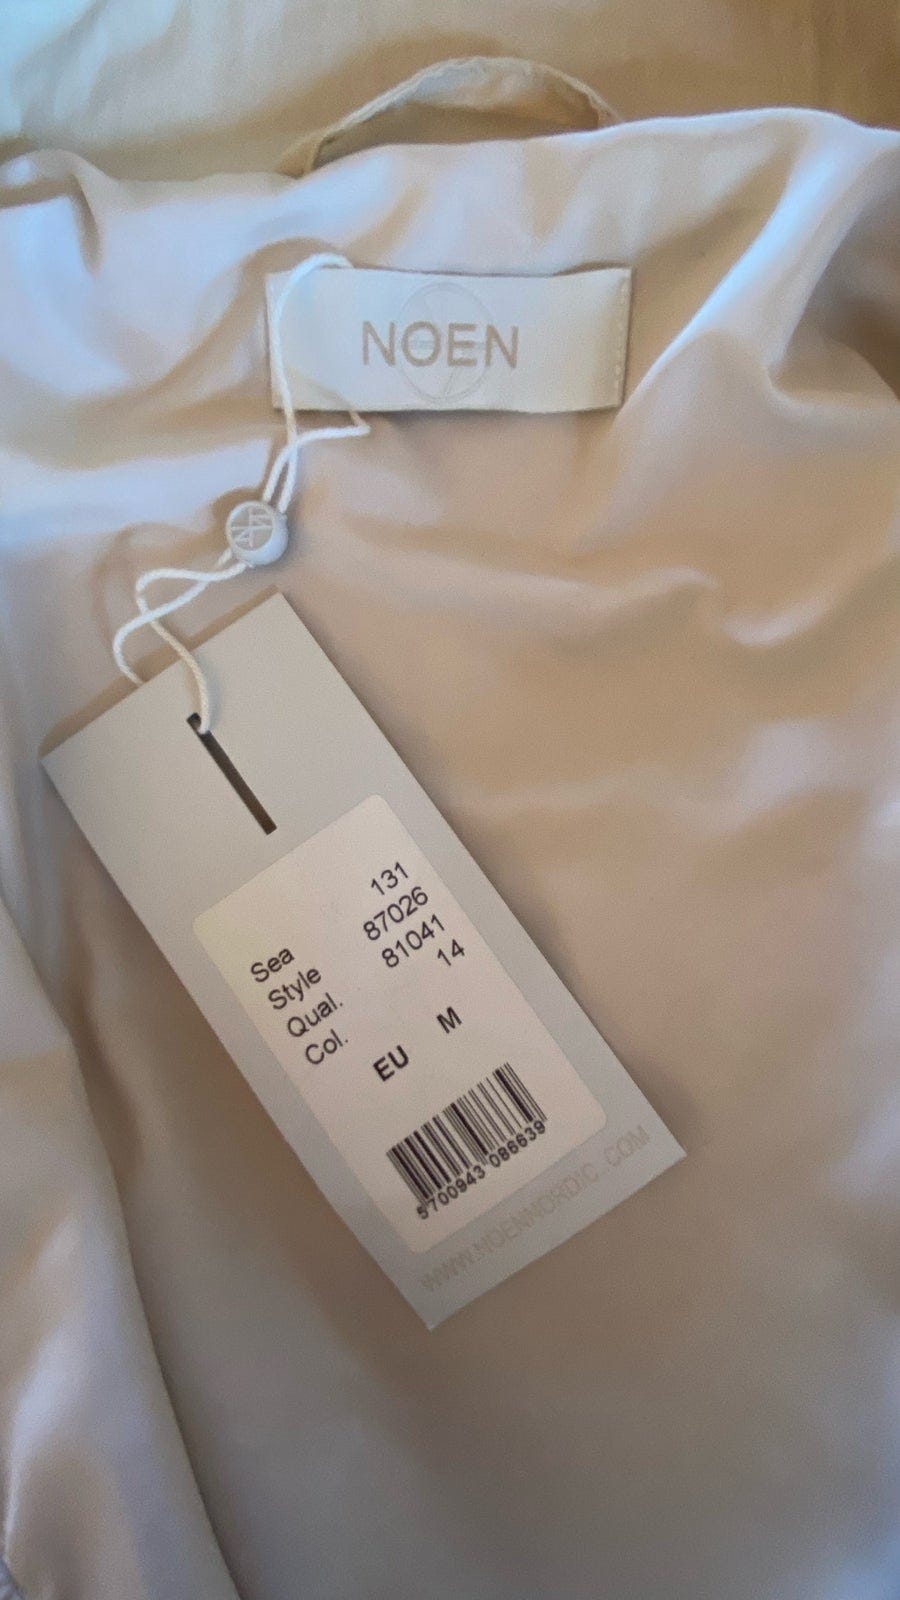 NOEN
Sea 131
Style 87026
Qual. 81041
Col. 14
EU M
5700943 086639
WWW.NOENNORDIC.COM